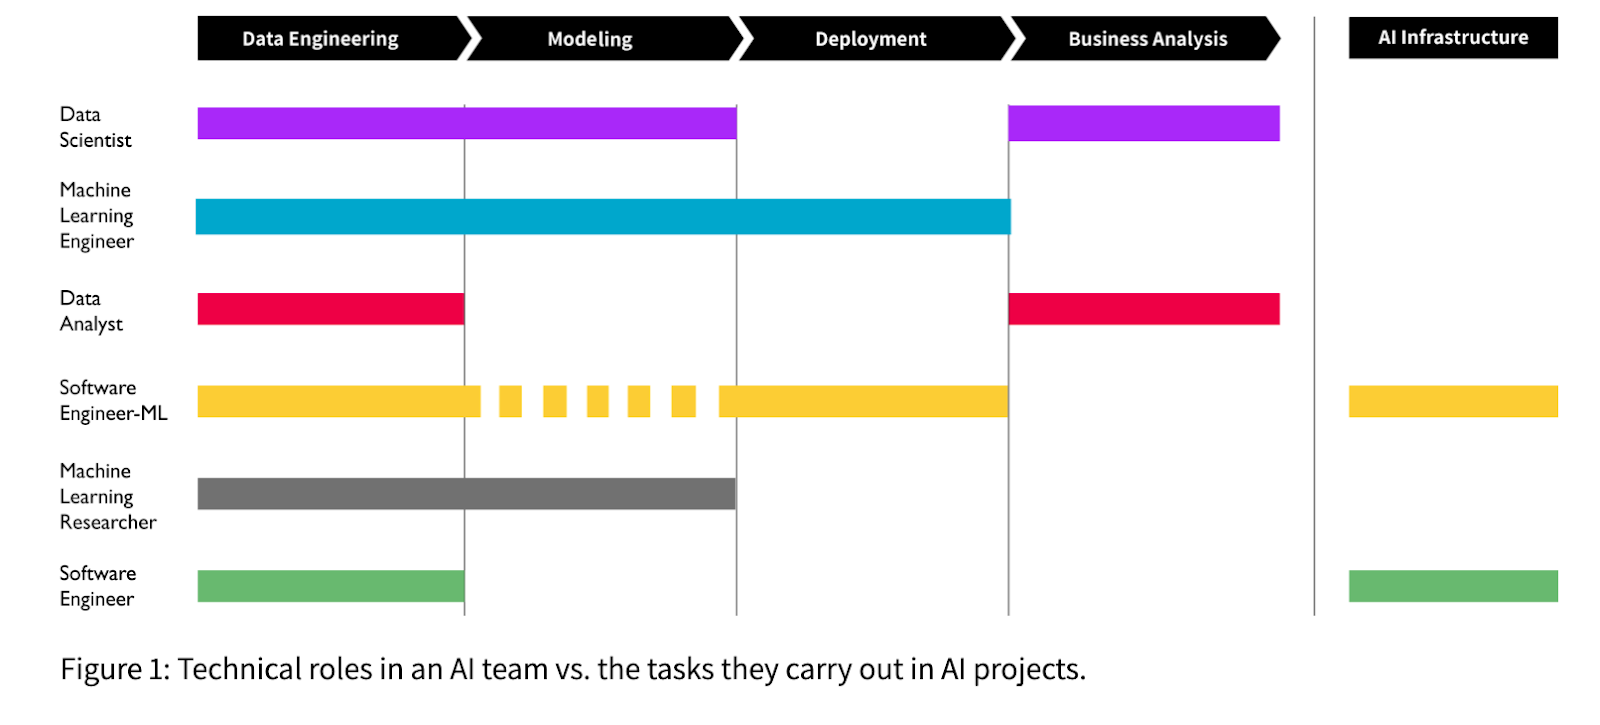 Data Engineering
Modeling
Deployment
Business Analysis
AI Infrastructure
Data
Scientist
Machine
Learning
Engineer
Data
Analyst
Software
Engineer-ML
Machine
Learning
Researcher
Software
Engineer
Figure 1: Technical roles in an AI team vs. the tasks they carry out in AI projects.